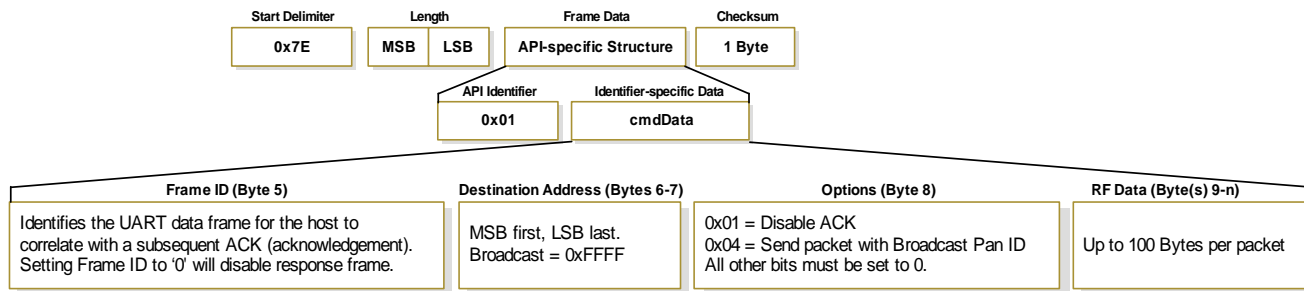 Start Delimiter Length Frame Data Checksum
0x7E MSB LSB API-specific Structure 1 Byte
API Identifier Identifier-specific Data
0x01 cmdData
Frame ID (Byte 5)
Identifies the UART data frame for the host to
correlate with a subsequent ACK (acknowledgement).
Setting Frame ID to ‘0’ will disable response frame.
Destination Address (Bytes 6-7)
MSB first, LSB last.
Broadcast = 0xFFFF
Options (Byte 8)
0x01 = Disable ACK
0x04 = Send packet with Broadcast Pan ID
All other bits must be set to 0.
RF Data (Byte(s) 9-n)
Up to 100 Bytes per packet